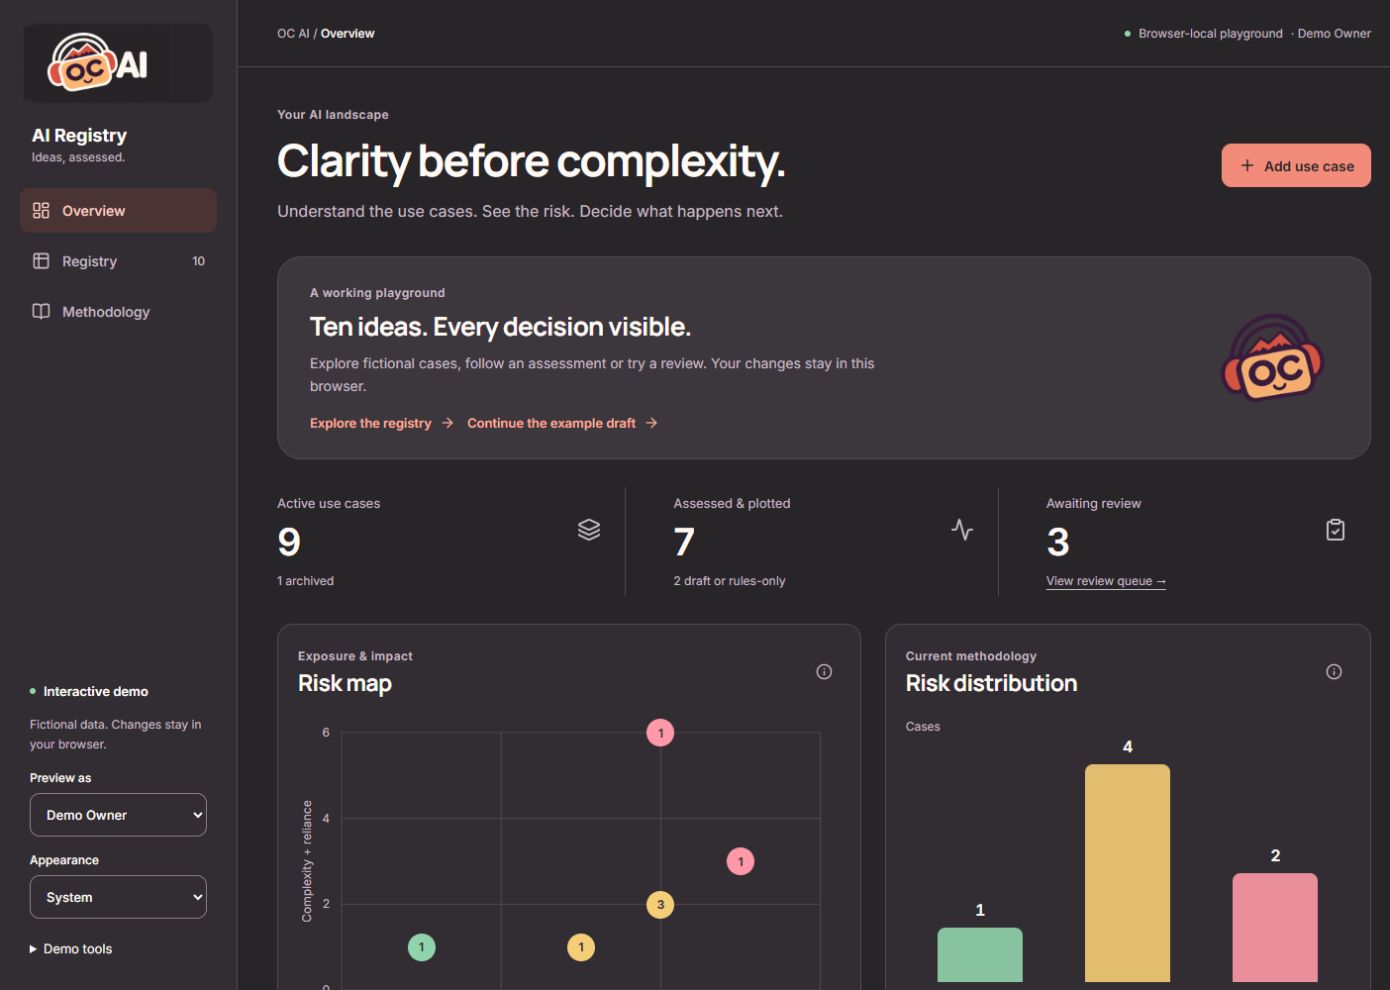 OC AI
AI Registry
Ideas, assessed.
Overview
Registry 10
Methodology
Interactive demo
Fictional data. Changes stay in
your browser.
Preview as
Demo Owner
Appearance
System
Demo tools
OC AI / Overview
Browser-local playground · Demo Owner
Your AI landscape
Clarity before complexity.
Understand the use cases. See the risk. Decide what happens next.
+ Add use case
A working playground
Ten ideas. Every decision visible.
Explore fictional cases, follow an assessment or try a review. Your changes stay in this
browser.
Explore the registry → Continue the example draft →
OC
Active use cases
9
1 archived
Assessed & plotted
7
2 draft or rules-only
Awaiting review
3
View review queue →
Exposure & impact
Risk map
Complexity + reliance
6
4
2
0
1
1
3
1
1
Current methodology
Risk distribution
Cases
1
4
2